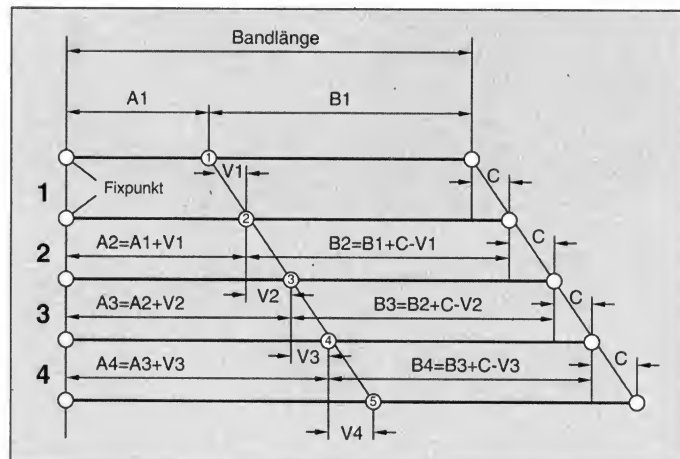 Bandlänge
A1 B1
1
V1 C
1 Fixpunkt
2
C
2 A2=A1+V1 B2=B1+C-V1
3
V2 C
3 A3=A2+V2 B3=B2+C-V2
4
V3 C
4 A4=A3+V3 B4=B3+C-V3
5
V4